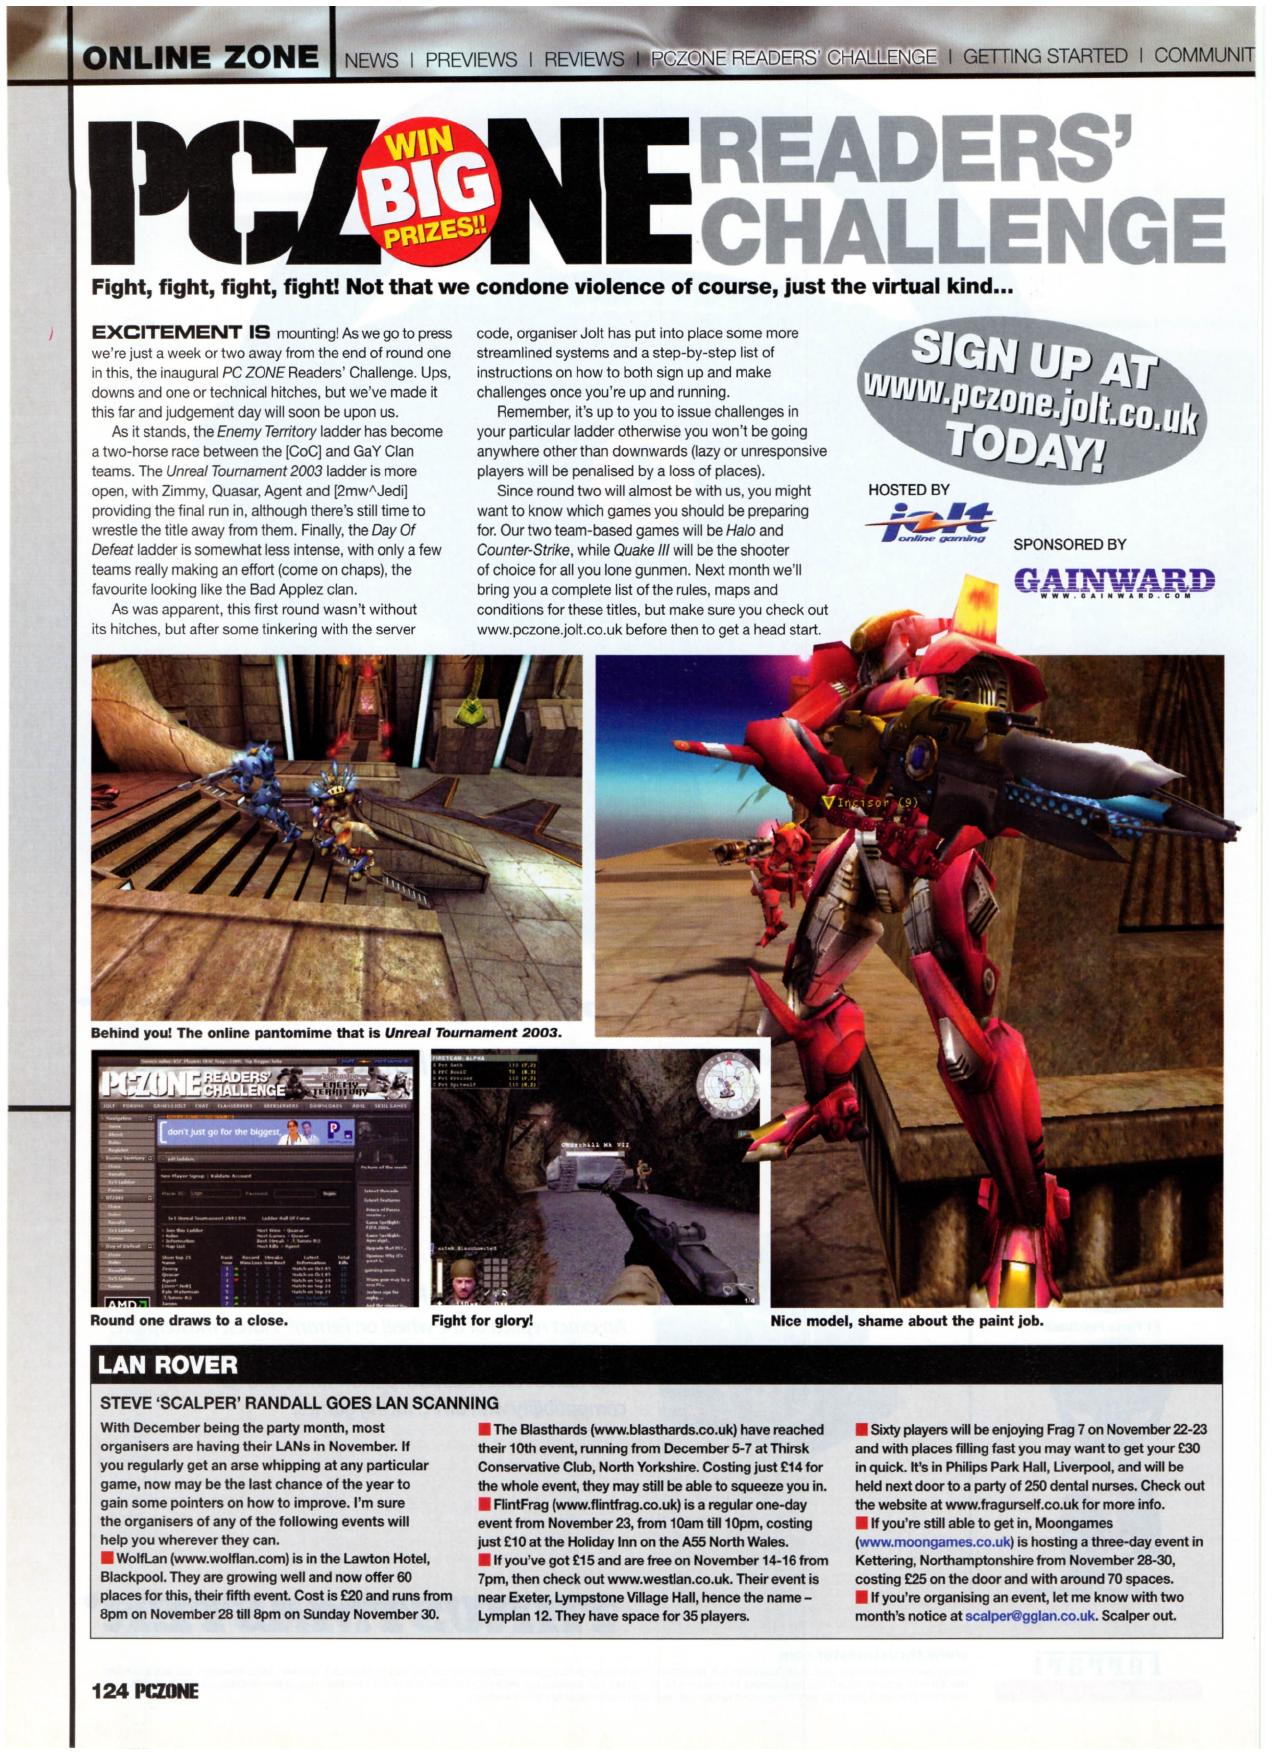 ONLINE ZONE
NEWS | PREVIEWS | REVIEWS | PCZONE READERS' CHALLENGE | GETTING STARTED | COMMUNIT
PCZONE READERS'
CHALLENGE
WIN
BIG
PRIZES!!
Fight, fight, fight, fight! Not that we condone violence of course, just the virtual kind...
EXCITEMENT IS mounting! As we go to press
we're just a week or two away from the end of round one
in this, the inaugural PC ZONE Readers' Challenge. Ups,
downs and one or technical hitches, but we've made it
this far and judgement day will soon be upon us.
As it stands, the Enemy Territory ladder has become
a two-horse race between the [CoC] and GaY Clan
teams. The Unreal Tournament 2003 ladder is more
open, with Zimmy, Quasar, Agent and [2mw^Jedi]
providing the final run in, although there's still time to
wrestle the title away from them. Finally, the Day Of
Defeat ladder is somewhat less intense, with only a few
teams really making an effort (come on chaps), the
favourite looking like the Bad Applez clan.
As was apparent, this first round wasn't without
its hitches, but after some tinkering with the server
code, organiser Jolt has put into place some more
streamlined systems and a step-by-step list of
instructions on how to both sign up and make
challenges once you're up and running.
Remember, it's up to you to issue challenges in
your particular ladder otherwise you won't be going
anywhere other than downwards (lazy or unresponsive
players will be penalised by a loss of places).
Since round two will almost be with us, you might
want to know which games you should be preparing
for. Our two team-based games will be Halo and
Counter-Strike, while Quake III will be the shooter
of choice for all you lone gunmen. Next month we'll
bring you a complete list of the rules, maps and
conditions for these titles, but make sure you check out
www.pczone.jolt.co.uk before then to get a head start.
SIGN UP AT
www.pczone.jolt.co.uk
TODAY!
HOSTED BY
jolt
online gaming
SPONSORED BY
GAINWARD
WWW.GAINWARD.COM
Incisor (9)
Behind you! The online pantomime that is Unreal Tournament 2003.
PCZONE READERS'
CHALLENGE
ENEMY
TERRITORY
don't just go for the biggest,
AMD
Round one draws to a close.
FIRETEAM: ALPHA
Churchill Mk VII
Fight for glory!
Nice model, shame about the paint job.
LAN ROVER
STEVE 'SCALPER' RANDALL GOES LAN SCANNING
With December being the party month, most
organisers are having their LANs in November. If
you regularly get an arse whipping at any particular
game, now may be the last chance of the year to
gain some pointers on how to improve. I'm sure
the organisers of any of the following events will
help you wherever they can.
WolfLan (www.wolflan.com) is in the Lawton Hotel,
Blackpool. They are growing well and now offer 60
places for this, their fifth event. Cost is £20 and runs from
8pm on November 28 till 8pm on Sunday November 30.
The Blasthards (www.blasthards.co.uk) have reached
their 10th event, running from December 5-7 at Thirsk
Conservative Club, North Yorkshire. Costing just £14 for
the whole event, they may still be able to squeeze you in.
FlintFrag (www.flintfrag.co.uk) is a regular one-day
event from November 23, from 10am till 10pm, costing
just £10 at the Holiday Inn on the A55 North Wales.
If you've got £15 and are free on November 14-16 from
7pm, then check out www.westlan.co.uk. Their event is
near Exeter, Lympstone Village Hall, hence the name –
Lymplan 12. They have space for 35 players.
Sixty players will be enjoying Frag 7 on November 22-23
and with places filling fast you may want to get your £30
in quick. It's in Philips Park Hall, Liverpool, and will be
held next door to a party of 250 dental nurses. Check out
the website at www.fragurself.co.uk for more info.
If you're still able to get in, Moongames
(www.moongames.co.uk) is hosting a three-day event in
Kettering, Northamptonshire from November 28-30,
costing £25 on the door and with around 70 spaces.
If you're organising an event, let me know with two
month's notice at scalper@gglan.co.uk. Scalper out.
124 PCZONE